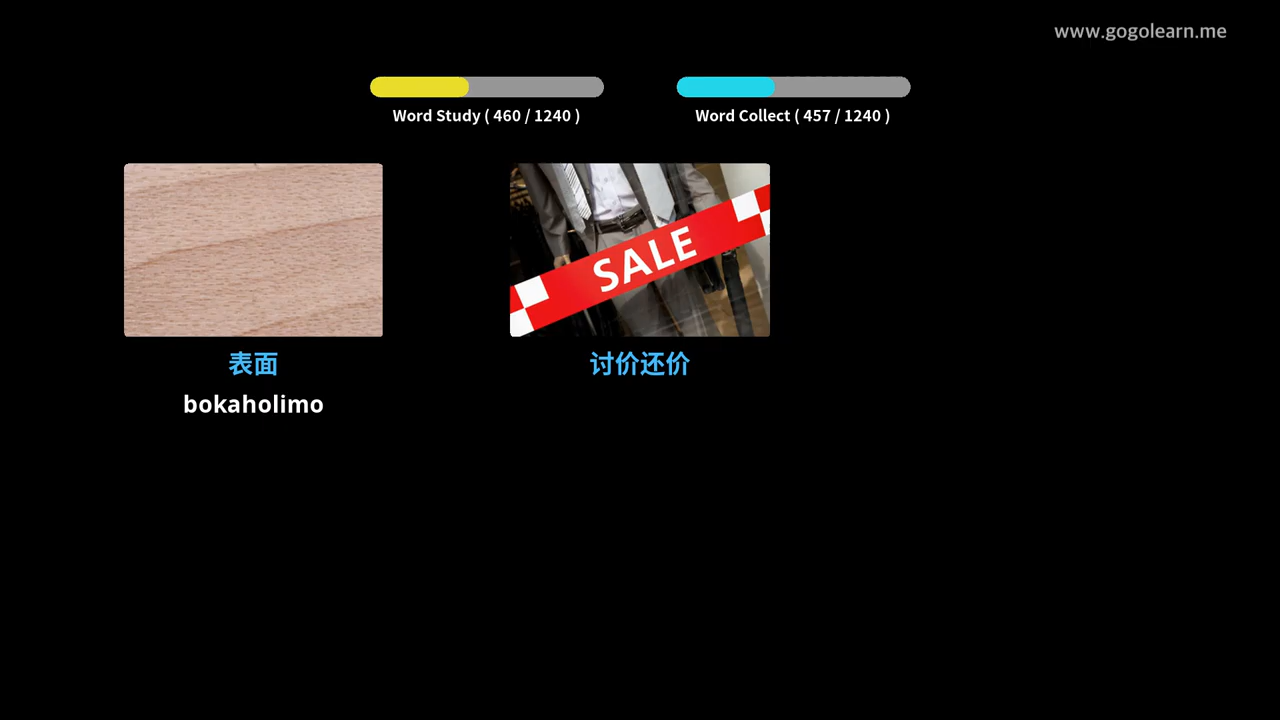 www.gogolearn.me
Word Study ( 460 / 1240 )
Word Collect ( 457 / 1240 )
SALE
表面
讨价还价
bokaholimo